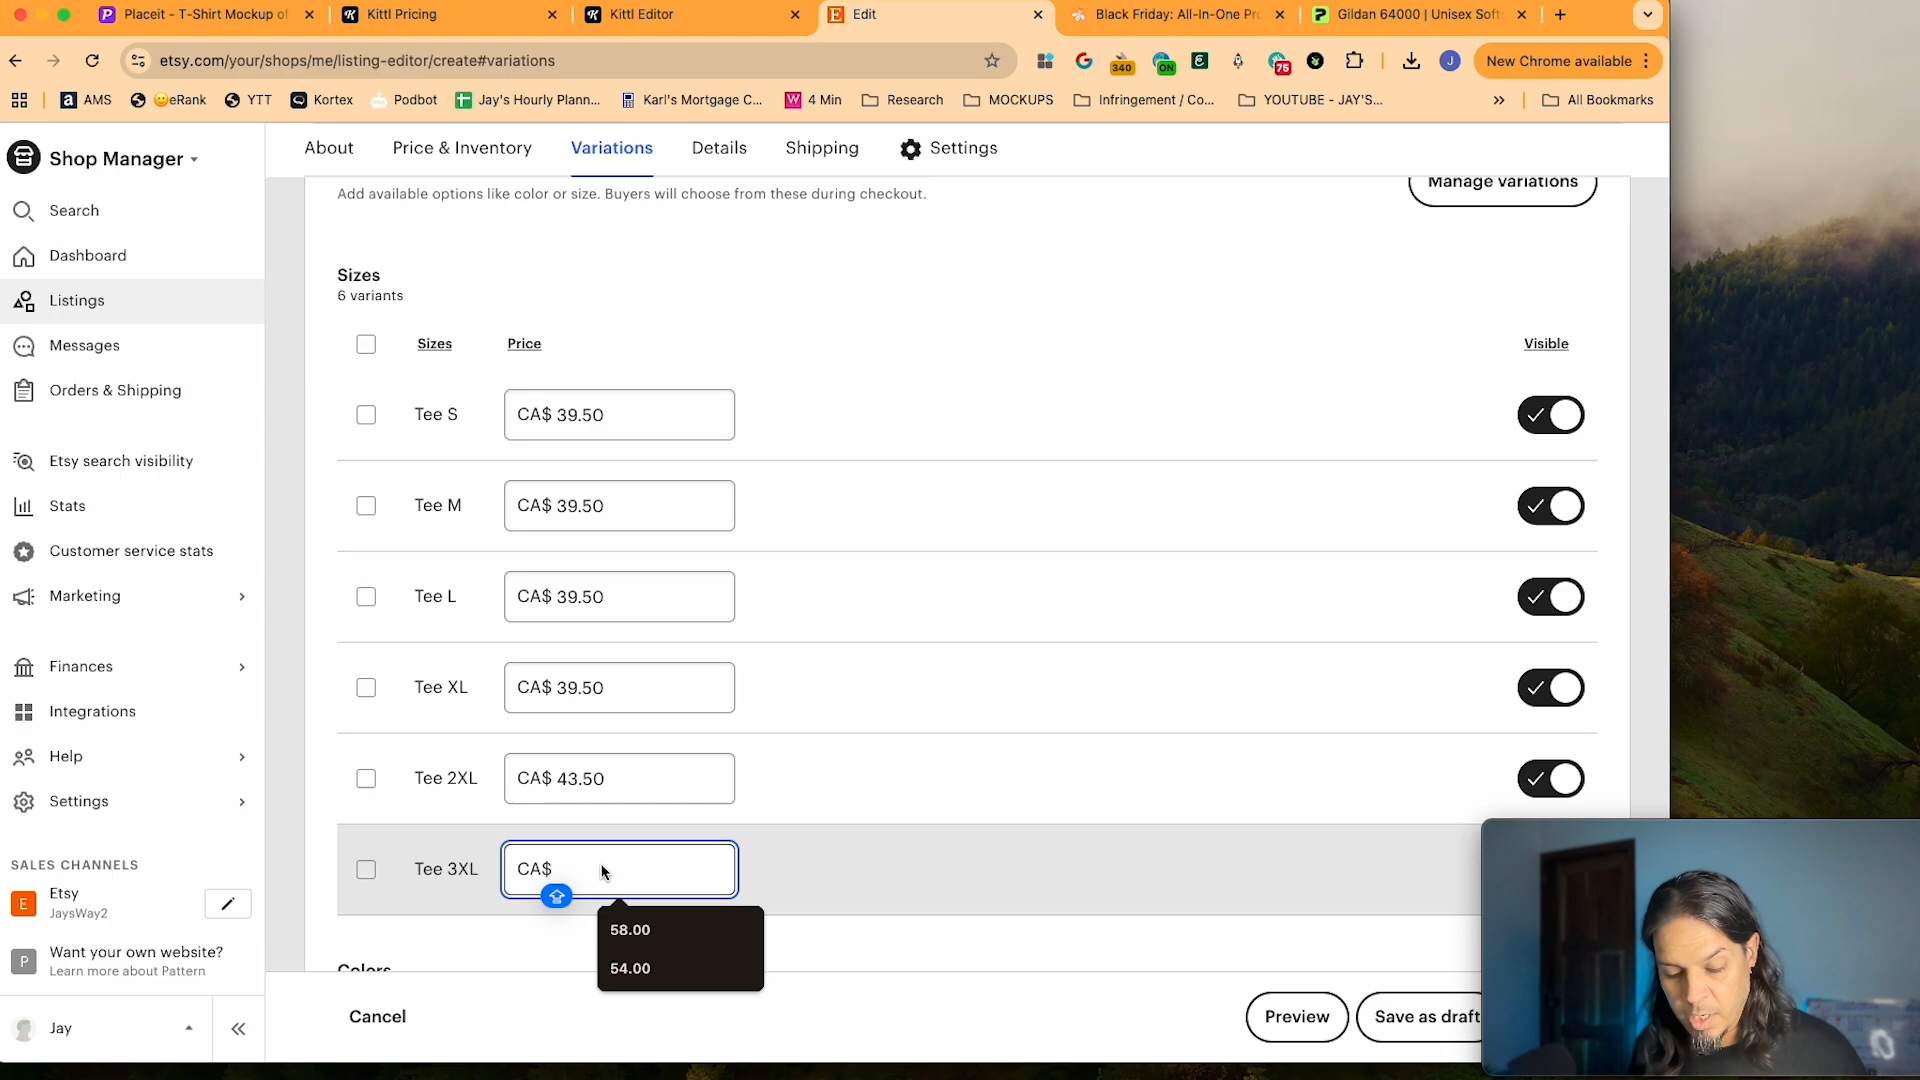 Placeit - T-Shirt Mockup of
Kittl Pricing
Kittl Editor
Edit
Black Friday: All-In-One Pro
Gildan 64000 | Unisex Soft
etsy.com/your/shops/me/listing-editor/create#variations
340
ON
75
J
New Chrome available
AMS
eRank
YTT
Kortex
Podbot
Jay's Hourly Plann...
Karl's Mortgage C...
4 Min
Research
MOCKUPS
Infringement / Co...
YOUTUBE - JAY'S...
All Bookmarks
Shop Manager
Search
Dashboard
Listings
Messages
Orders & Shipping
Etsy search visibility
Stats
Customer service stats
Marketing
Finances
Integrations
Help
Settings
SALES CHANNELS
E
Etsy
JaysWay2
P
Want your own website?
Learn more about Pattern
Jay
About
Price & Inventory
Variations
Details
Shipping
Settings
Add available options like color or size. Buyers will choose from these during checkout.
Manage variations
Sizes
6 variants
Sizes
Price
Visible
Tee S
CA$ 39.50
Tee M
CA$ 39.50
Tee L
CA$ 39.50
Tee XL
CA$ 39.50
Tee 2XL
CA$ 43.50
Tee 3XL
CA$
58.00
54.00
Colors
Cancel
Preview
Save as draft